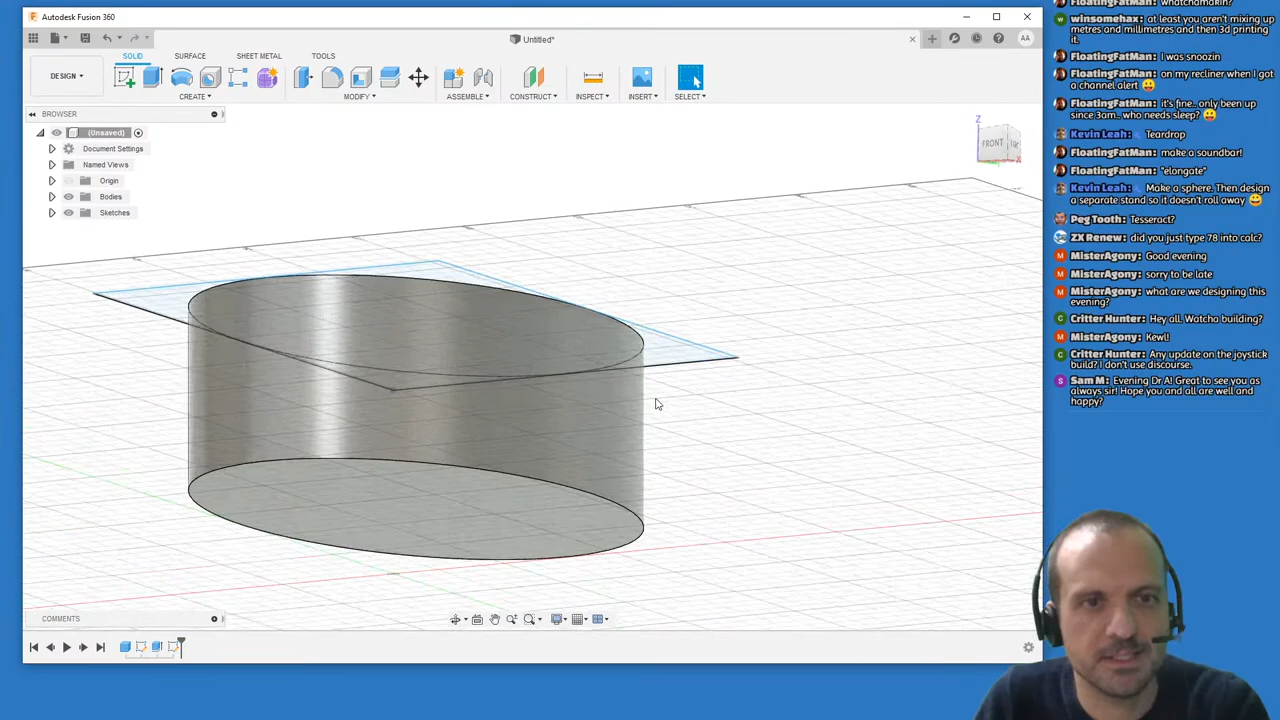 Autodesk Fusion 360
Untitled*
AA
DESIGN
SOLID
SURFACE
SHEET METAL
TOOLS
CREATE
MODIFY
ASSEMBLE
CONSTRUCT
INSPECT
INSERT
SELECT
BROWSER
(Unsaved)
Document Settings
Named Views
Origin
Bodies
Sketches
Z
FRONT
X
COMMENTS
FloatingFatMan: whatchamakin?
winsomehax: at least you aren't mixing up
metres and millimetres and then 3d printing
it.
FloatingFatMan: I was snoozin
FloatingFatMan: on my recliner when I got
a channel alert 😛
FloatingFatMan: it's fine.. only been up
since 3am.. who needs sleep? 😛
Kevin Leah: Teardrop
FloatingFatMan: make a soundbar!
FloatingFatMan: *elongate*
Kevin Leah: Make a sphere. Then design
a separate stand so it doesn't roll away 😄
Peg Tooth: Tesseract?
ZX Renew: did you just type 78 into calc?
MisterAgony: Good evening
MisterAgony: sorry to be late
MisterAgony: what are we designing this
evening?
Critter Hunter: Hey all. Watcha building?
MisterAgony: Kewl!
Critter Hunter: Any update on the joystick
build? I don't use discourse.
Sam M: Evening Dr A! Great to see you as
always sir! Hope you and all are well and
happy?